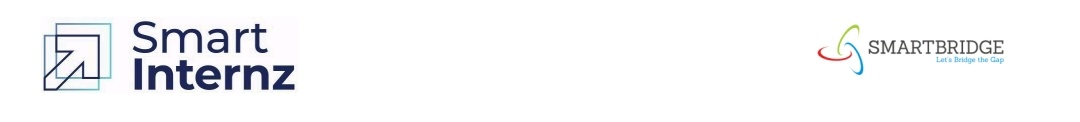 Smart
Internz
SMARTBRIDGE
Let's Bridge the Gap